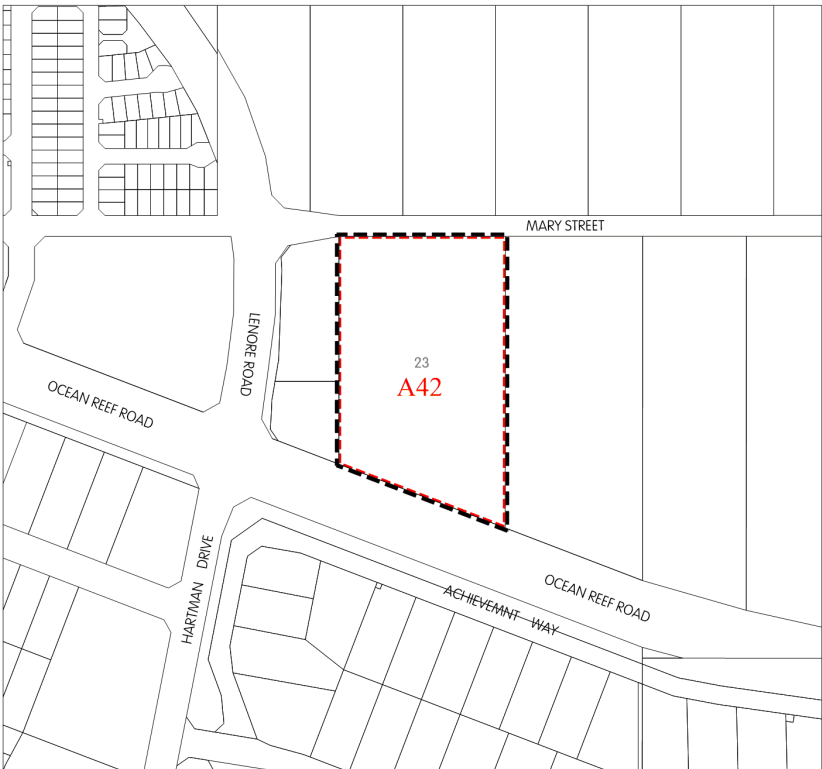 MARY STREET
LENORE ROAD
23
A42
OCEAN REEF ROAD
HARTMAN DRIVE
OCEAN REEF ROAD
ACHIEVEMNT WAY